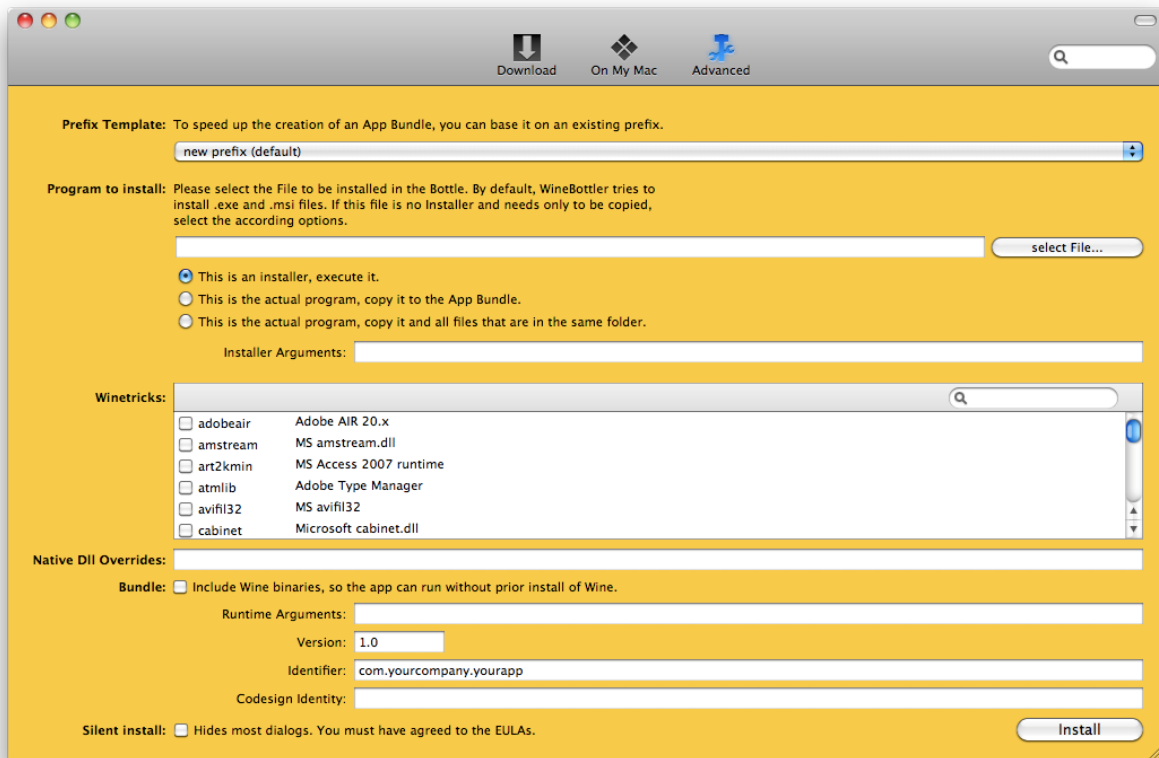 Download On My Mac Advanced
Prefix Template: To speed up the creation of an App Bundle, you can base it on an existing prefix.
new prefix (default)
Program to install: Please select the File to be installed in the Bottle. By default, WineBottler tries to
install .exe and .msi files. If this file is no Installer and needs only to be copied,
select the according options.
select File...
This is an installer, execute it.
This is the actual program, copy it to the App Bundle.
This is the actual program, copy it and all files that are in the same folder.
Installer Arguments:
Winetricks:
adobeair Adobe AIR 20.x
amstream MS amstream.dll
art2kmin MS Access 2007 runtime
atmlib Adobe Type Manager
avifil32 MS avifil32
cabinet Microsoft cabinet.dll
Native Dll Overrides:
Bundle: Include Wine binaries, so the app can run without prior install of Wine.
Runtime Arguments:
Version: 1.0
Identifier: com.yourcompany.yourapp
Codesign Identity:
Silent install: Hides most dialogs. You must have agreed to the EULAs.
Install